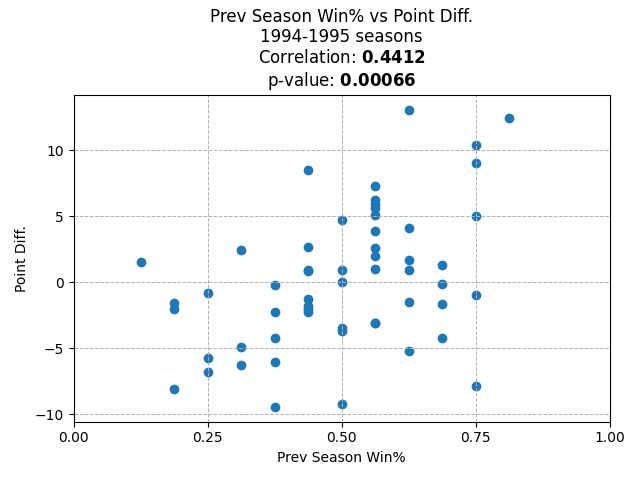 Prev Season Win% vs Point Diff.
1994-1995 seasons
Correlation: 0.4412
p-value: 0.00066
Point Diff.
10
5
0
−5
−10
0.00 0.25 0.50 0.75 1.00
Prev Season Win%